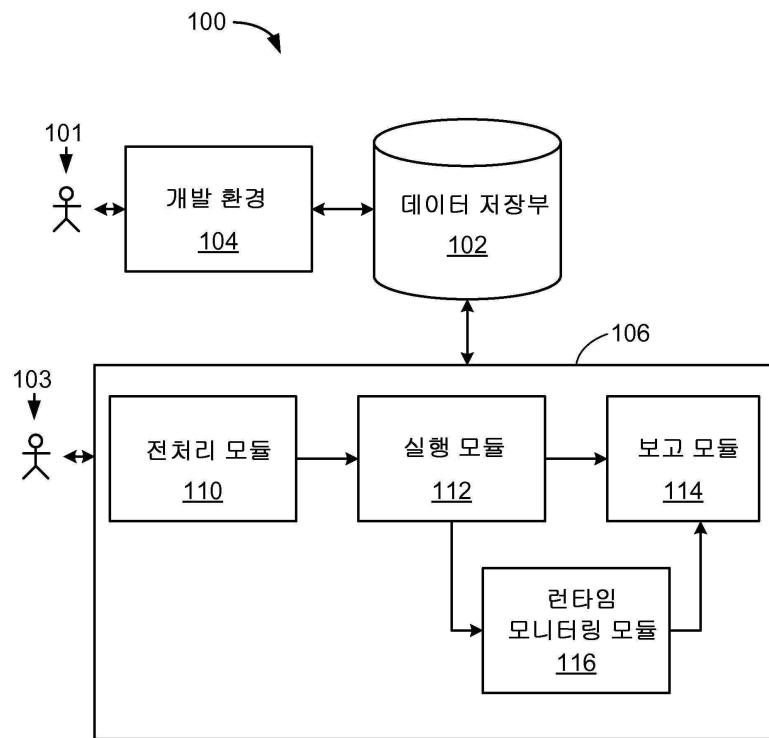 100
101
개발 환경
104
데이터 저장부
102
106
103
전처리 모듈
110
실행 모듈
112
보고 모듈
114
런타임
모니터링 모듈
116